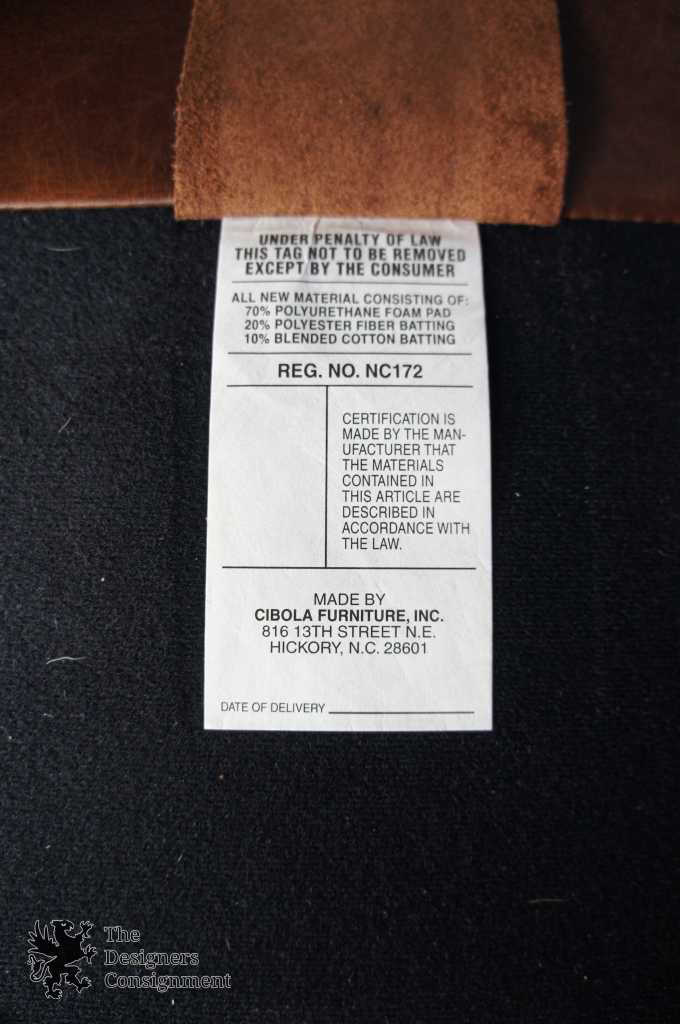 UNDER PENALTY OF LAW
THIS TAG NOT TO BE REMOVED
EXCEPT BY THE CONSUMER
ALL NEW MATERIAL CONSISTING OF:
70% POLYURETHANE FOAM PAD
20% POLYESTER FIBER BATTING
10% BLENDED COTTON BATTING
REG. NO. NC172
CERTIFICATION IS
MADE BY THE MAN-
UFACTURER THAT
THE MATERIALS
CONTAINED IN
THIS ARTICLE ARE
DESCRIBED IN
ACCORDANCE WITH
THE LAW.
MADE BY
CIBOLA FURNITURE, INC.
816 13TH STREET N.E.
HICKORY, N.C. 28601
DATE OF DELIVERY
The
Designers
Consignment